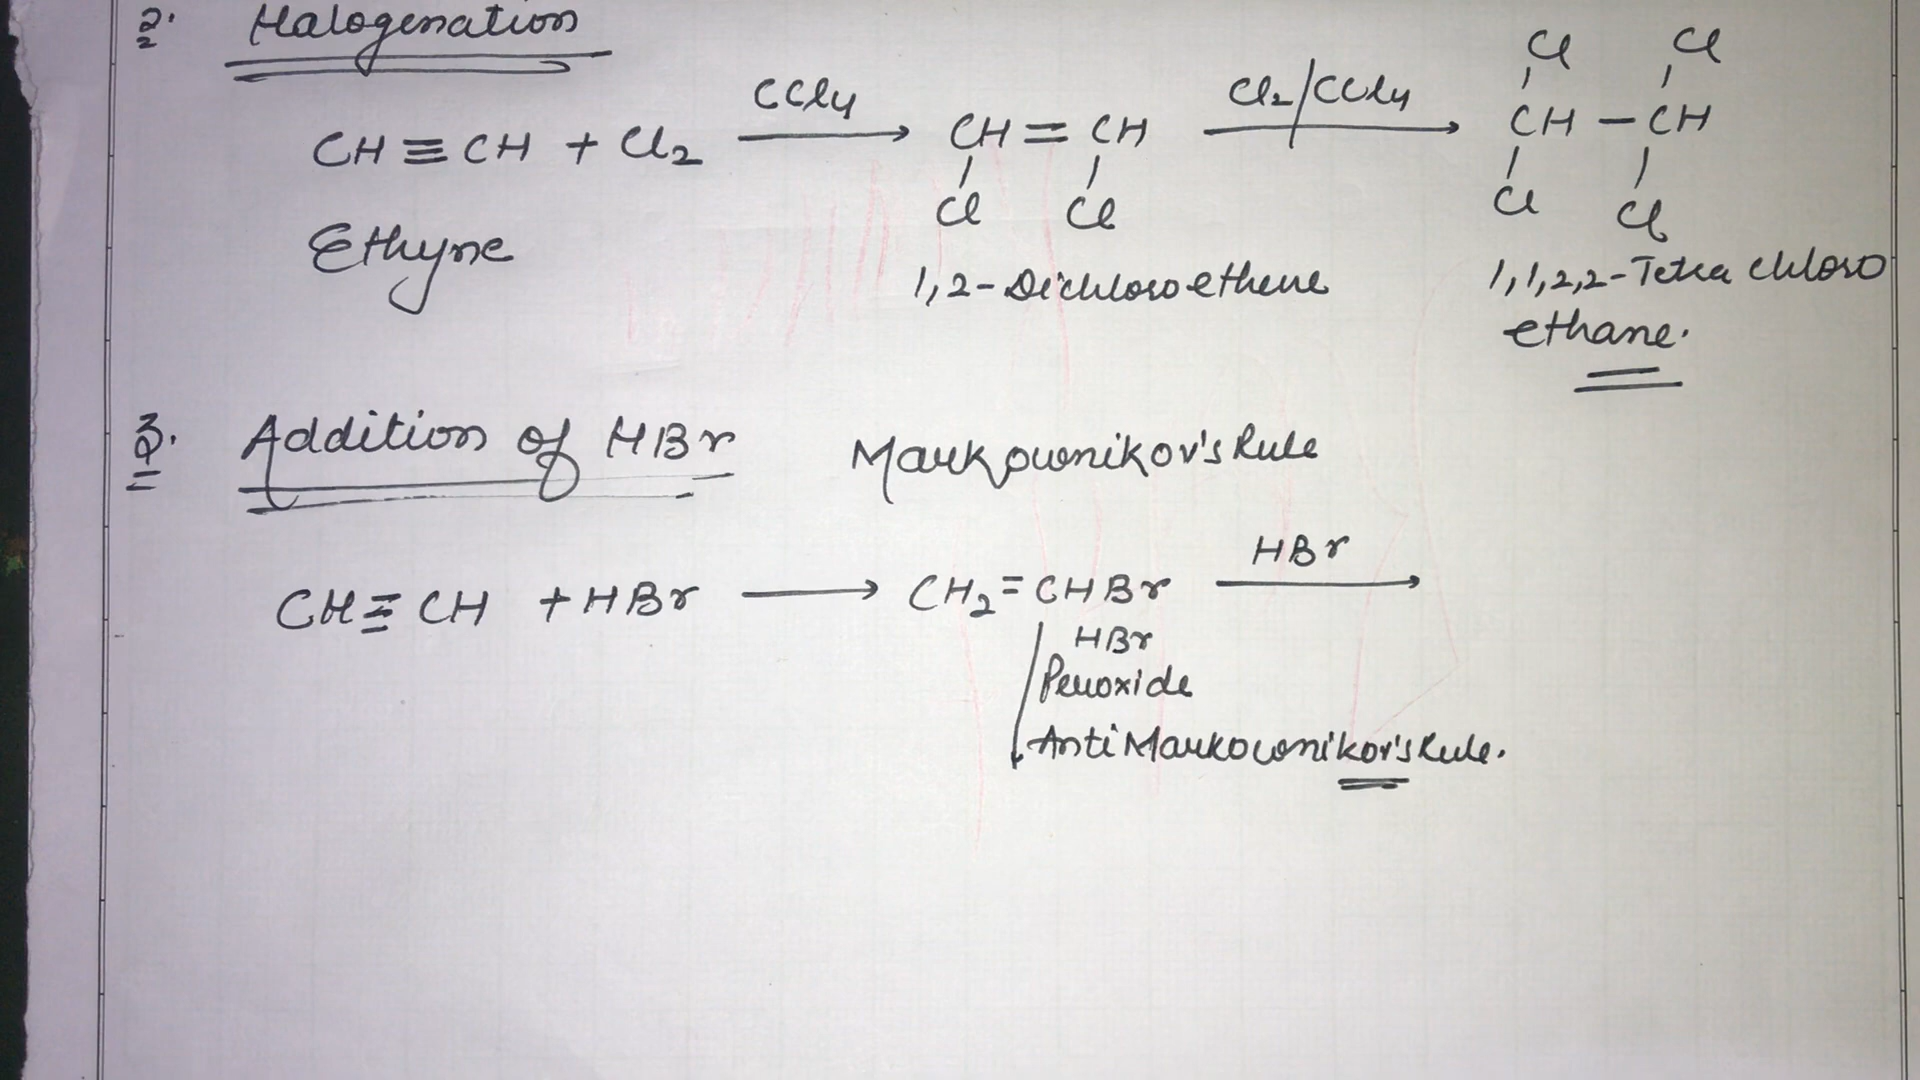 2. Halogenation
CH ≡ CH + Cl2 CCl4 CH = CH Cl2/CCl4 CH – CH
Cl Cl
Cl Cl Cl Cl
Ethyne
1,2-Dichloroethene 1,1,2,2-Tetra chloro
ethane.
3. Addition of HBr Markownikov's Rule
CH ≡ CH + HBr CH2 = CHBr HBr
HBr
Peroxide
Anti Markownikov's Rule.